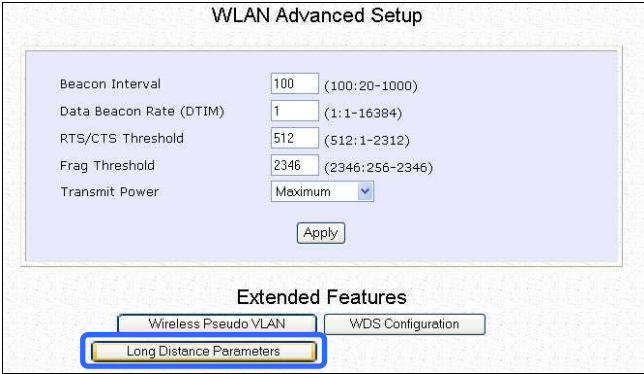 WLAN Advanced Setup
Beacon Interval 100 (100:20-1000)
Data Beacon Rate (DTIM) 1 (1:1-16384)
RTS/CTS Threshold 512 (512:1-2312)
Frag Threshold 2346 (2346:256-2346)
Transmit Power Maximum
Apply
Extended Features
Wireless Pseudo VLAN WDS Configuration
Long Distance Parameters